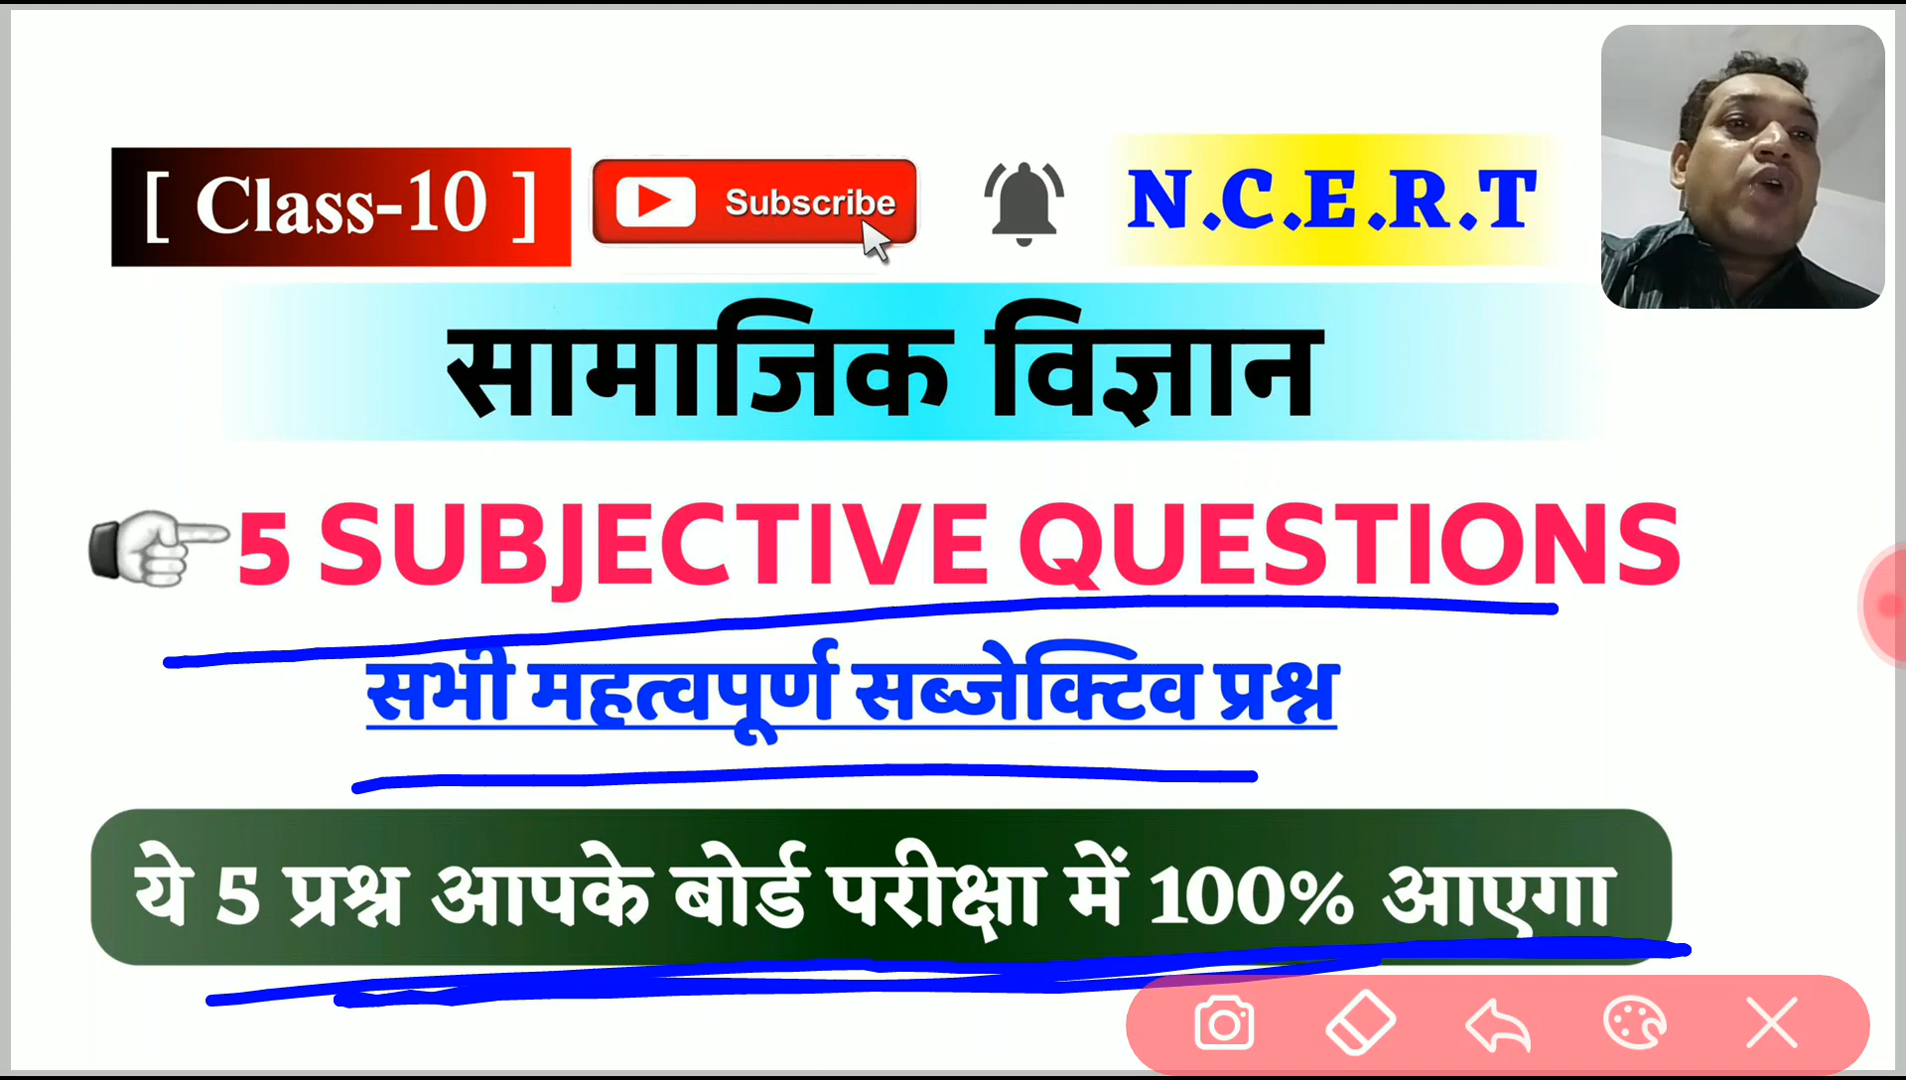 [ Class-10 ] Subscribe N.C.E.R.T
सामाजिक विज्ञान
5 SUBJECTIVE QUESTIONS
सभी महत्वपूर्ण सब्जेक्टिव प्रश्न
ये 5 प्रश्न आपके बोर्ड परीक्षा में 100% आएगा